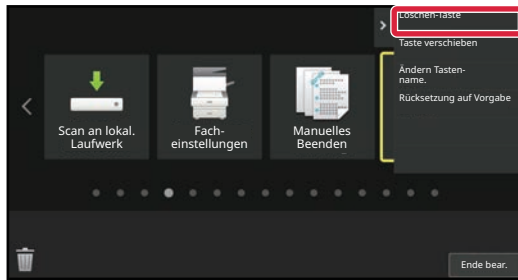 Löschen-Taste
Taste verschieben
Ändern Tasten-
name.
Rücksetzung auf Vorgabe
Scan an lokal.
Laufwerk
Fach-
einstellungen
Manuelles
Beenden
Ende bear.